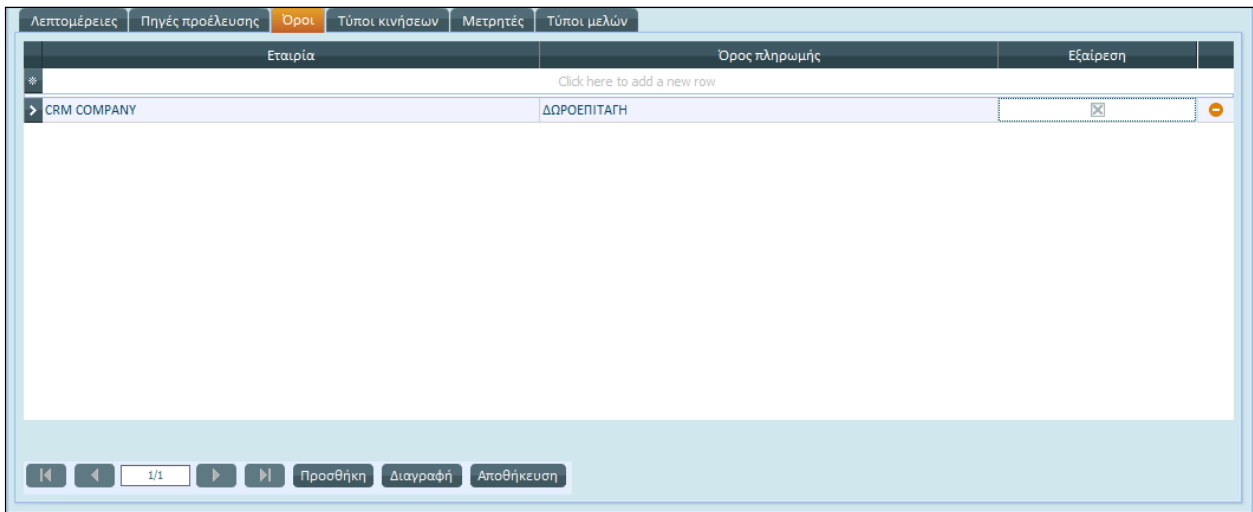 Λεπτομέρειες Πηγές προέλευσης Όροι Τύποι κινήσεων Μετρητές Τύποι μελών
Εταιρία Όρος πληρωμής Εξαίρεση
Click here to add a new row
CRM COMPANY ΔΩΡΟΕΠΙΤΑΓΗ
1/1 Προσθήκη Διαγραφή Αποθήκευση